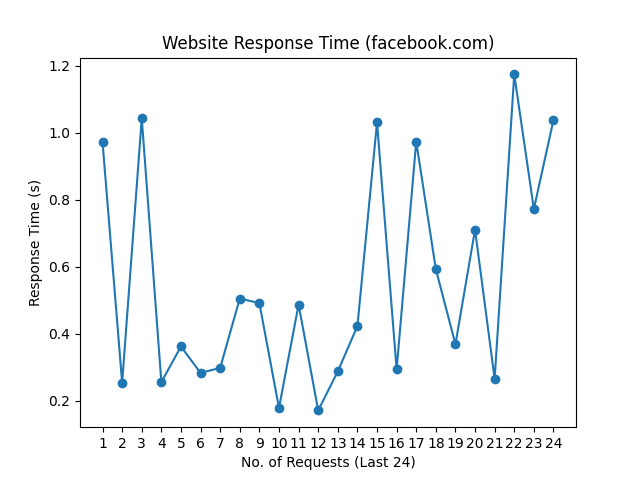 Website Response Time (facebook.com)
1.2
1.0
0.8
0.6
0.4
0.2
Response Time (s)
1 2 3 4 5 6 7 8 9 10 11 12 13 14 15 16 17 18 19 20 21 22 23 24
No. of Requests (Last 24)